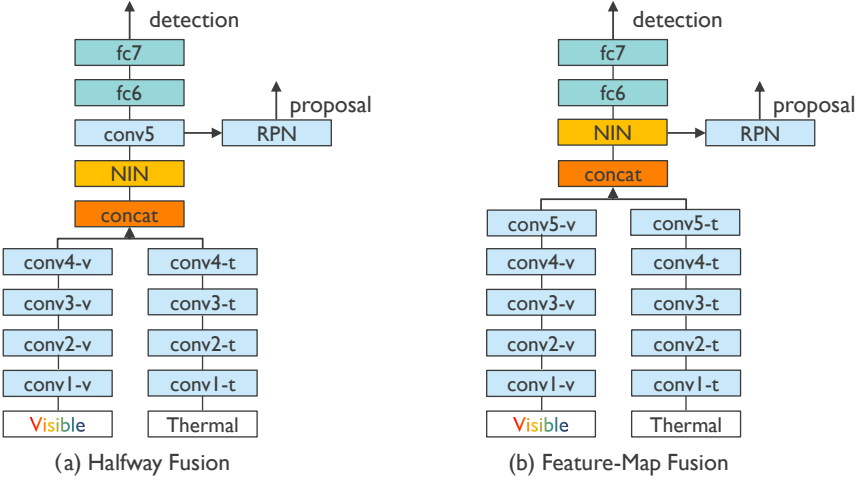 detection
fc7
fc6
proposal
conv5
RPN
NIN
concat
conv4-v
conv4-t
conv3-v
conv3-t
conv2-v
conv2-t
conv1-v
conv1-t
Visible
Thermal
(a) Halfway Fusion
detection
fc7
fc6
proposal
NIN
RPN
concat
conv5-v
conv5-t
conv4-v
conv4-t
conv3-v
conv3-t
conv2-v
conv2-t
conv1-v
conv1-t
Visible
Thermal
(b) Feature-Map Fusion